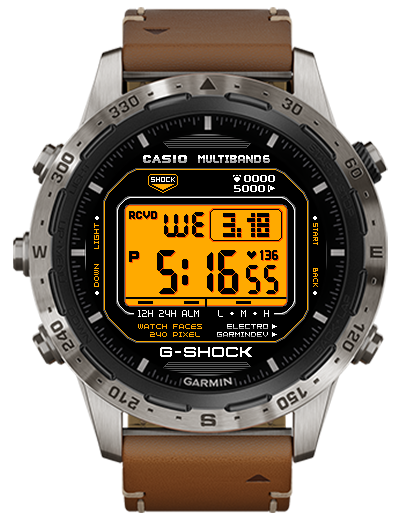 330
30
300
60
CASIO MULTIBAND6
SHOCK
0000
5000
LIGHT
START
RCVD WE 3.18
W
E
P 5:16 55 136
DOWN
BACK
12H 24H ALM L • M • H
WATCH FACES ELECTRO
240 PIXEL GARMINDEV
240
120
G-SHOCK
GARMIN
210
150
S